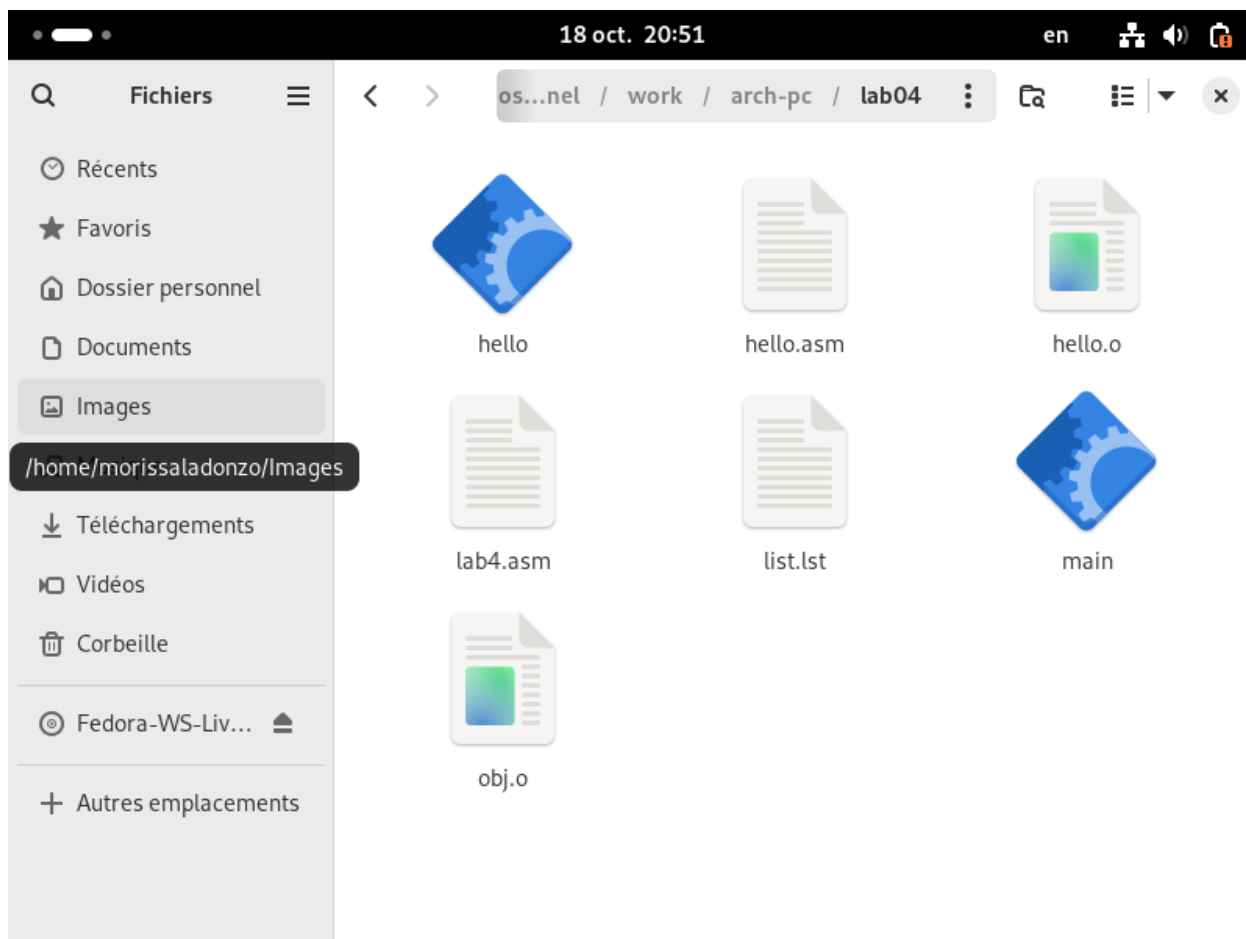 18 oct. 20:51
en
Fichiers
os...nel / work / arch-pc / lab04
Récents
Favoris
Dossier personnel
Documents
Images
/home/morissaladonzo/Images
Téléchargements
Vidéos
Corbeille
Fedora-WS-Liv...
Autres emplacements
hello
hello.asm
hello.o
lab4.asm
list.lst
main
obj.o